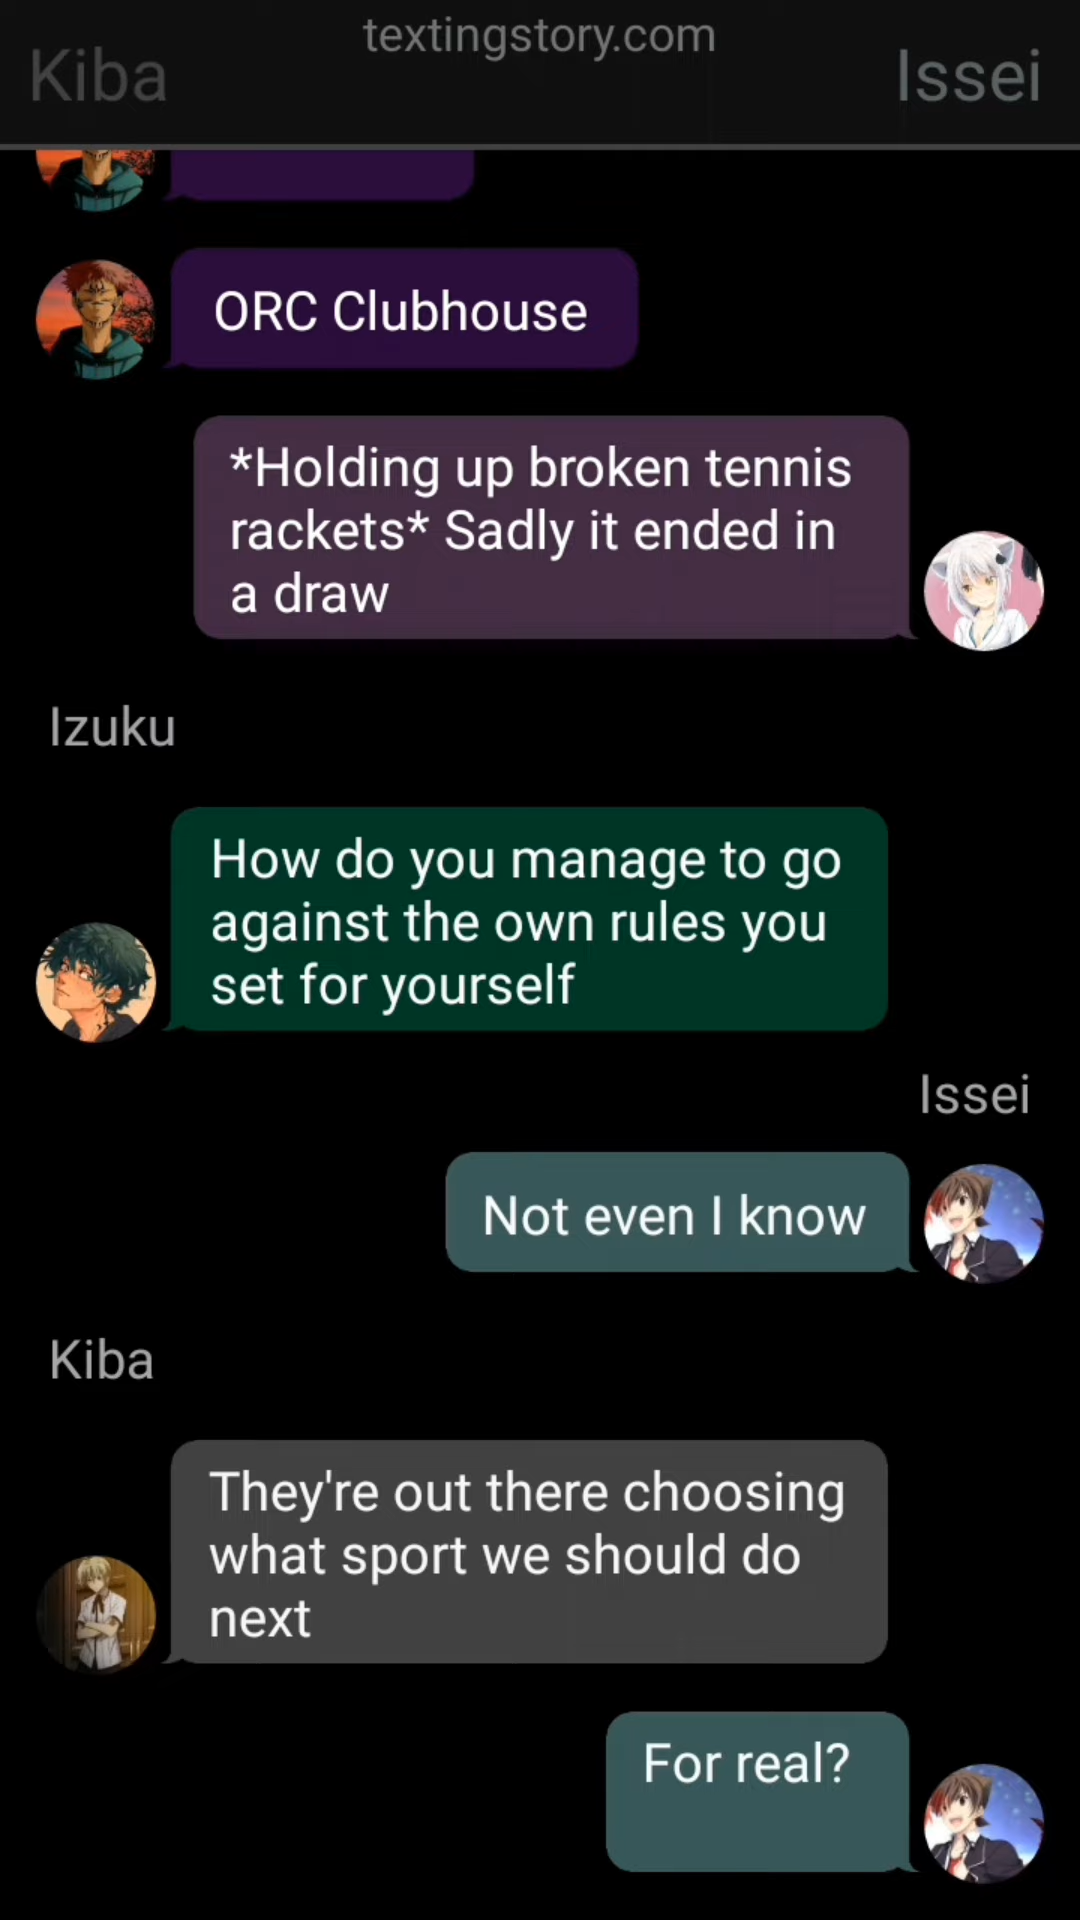 textingstory.com
Kiba
Issei
ORC Clubhouse
*Holding up broken tennis
rackets* Sadly it ended in
a draw
Izuku
How do you manage to go
against the own rules you
set for yourself
Issei
Not even I know
Kiba
They're out there choosing
what sport we should do
next
For real?